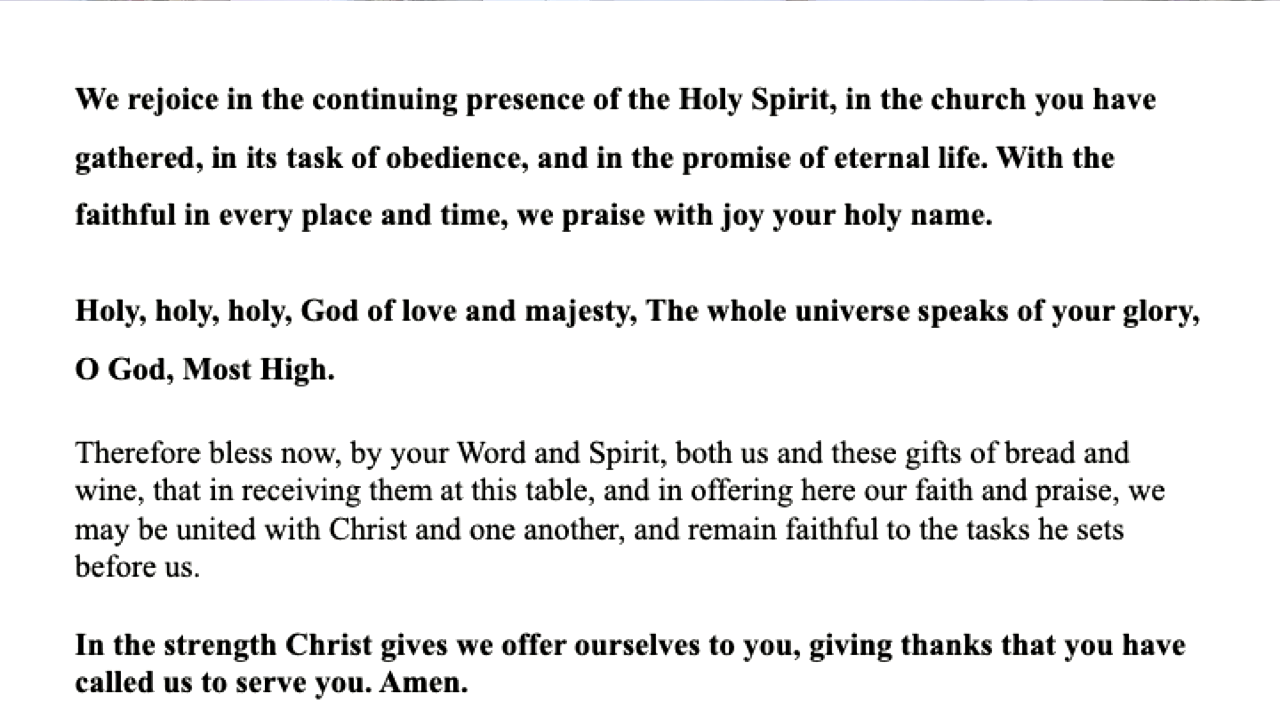 We rejoice in the continuing presence of the Holy Spirit, in the church you have
gathered, in its task of obedience, and in the promise of eternal life. With the
faithful in every place and time, we praise with joy your holy name.
Holy, holy, holy, God of love and majesty, The whole universe speaks of your glory,
O God, Most High.
Therefore bless now, by your Word and Spirit, both us and these gifts of bread and
wine, that in receiving them at this table, and in offering here our faith and praise, we
may be united with Christ and one another, and remain faithful to the tasks he sets
before us.
In the strength Christ gives we offer ourselves to you, giving thanks that you have
called us to serve you. Amen.